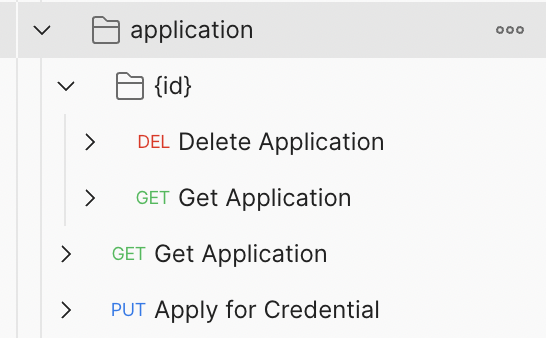 application
{id}
DEL Delete Application
GET Get Application
GET Get Application
PUT Apply for Credential